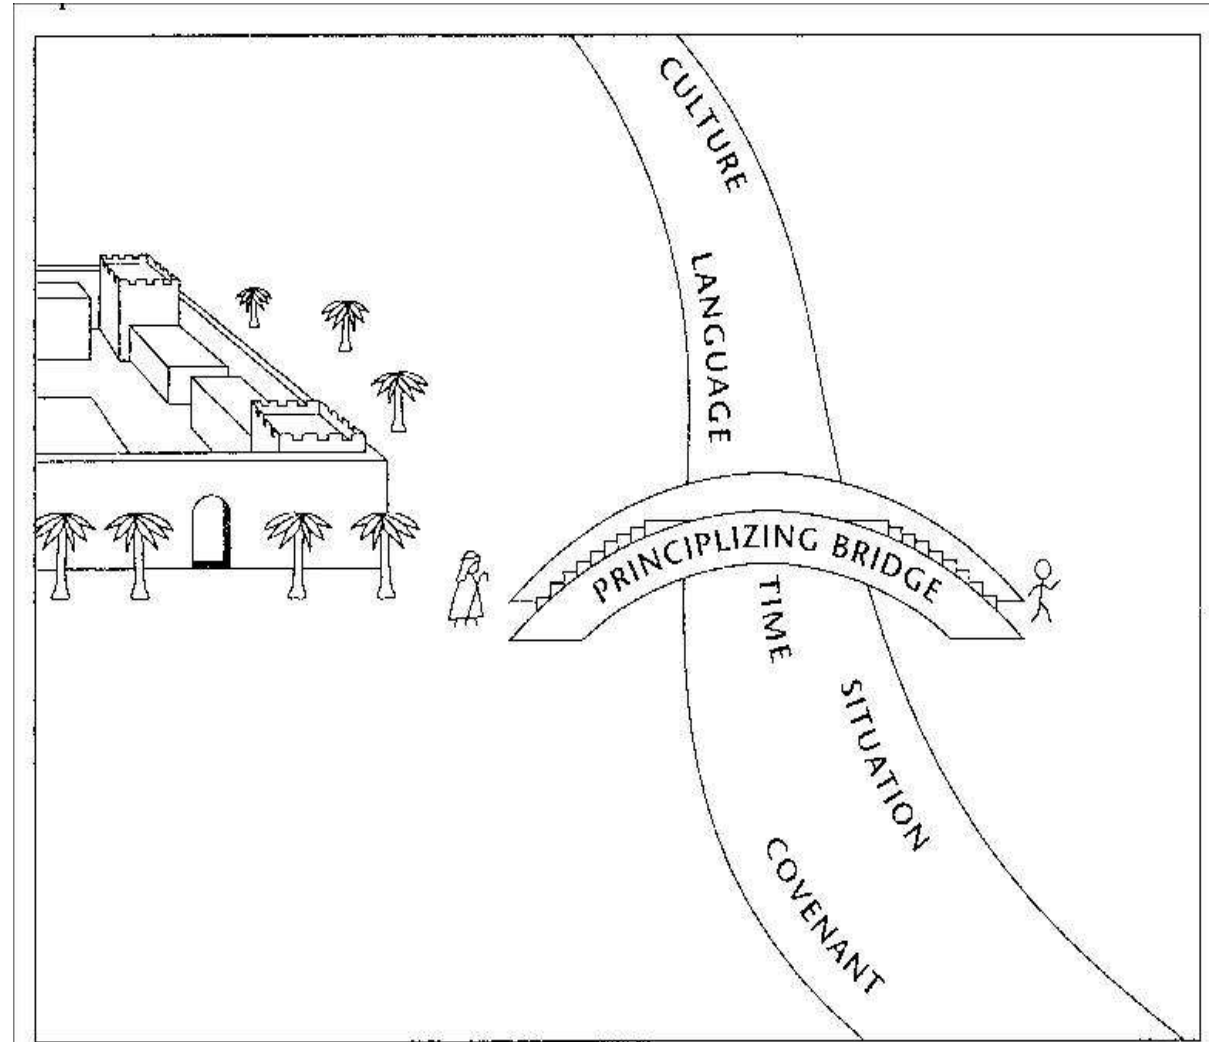 CULTURE
LANGUAGE
PRINCIPLIZING BRIDGE
TIME
SITUATION
COVENANT